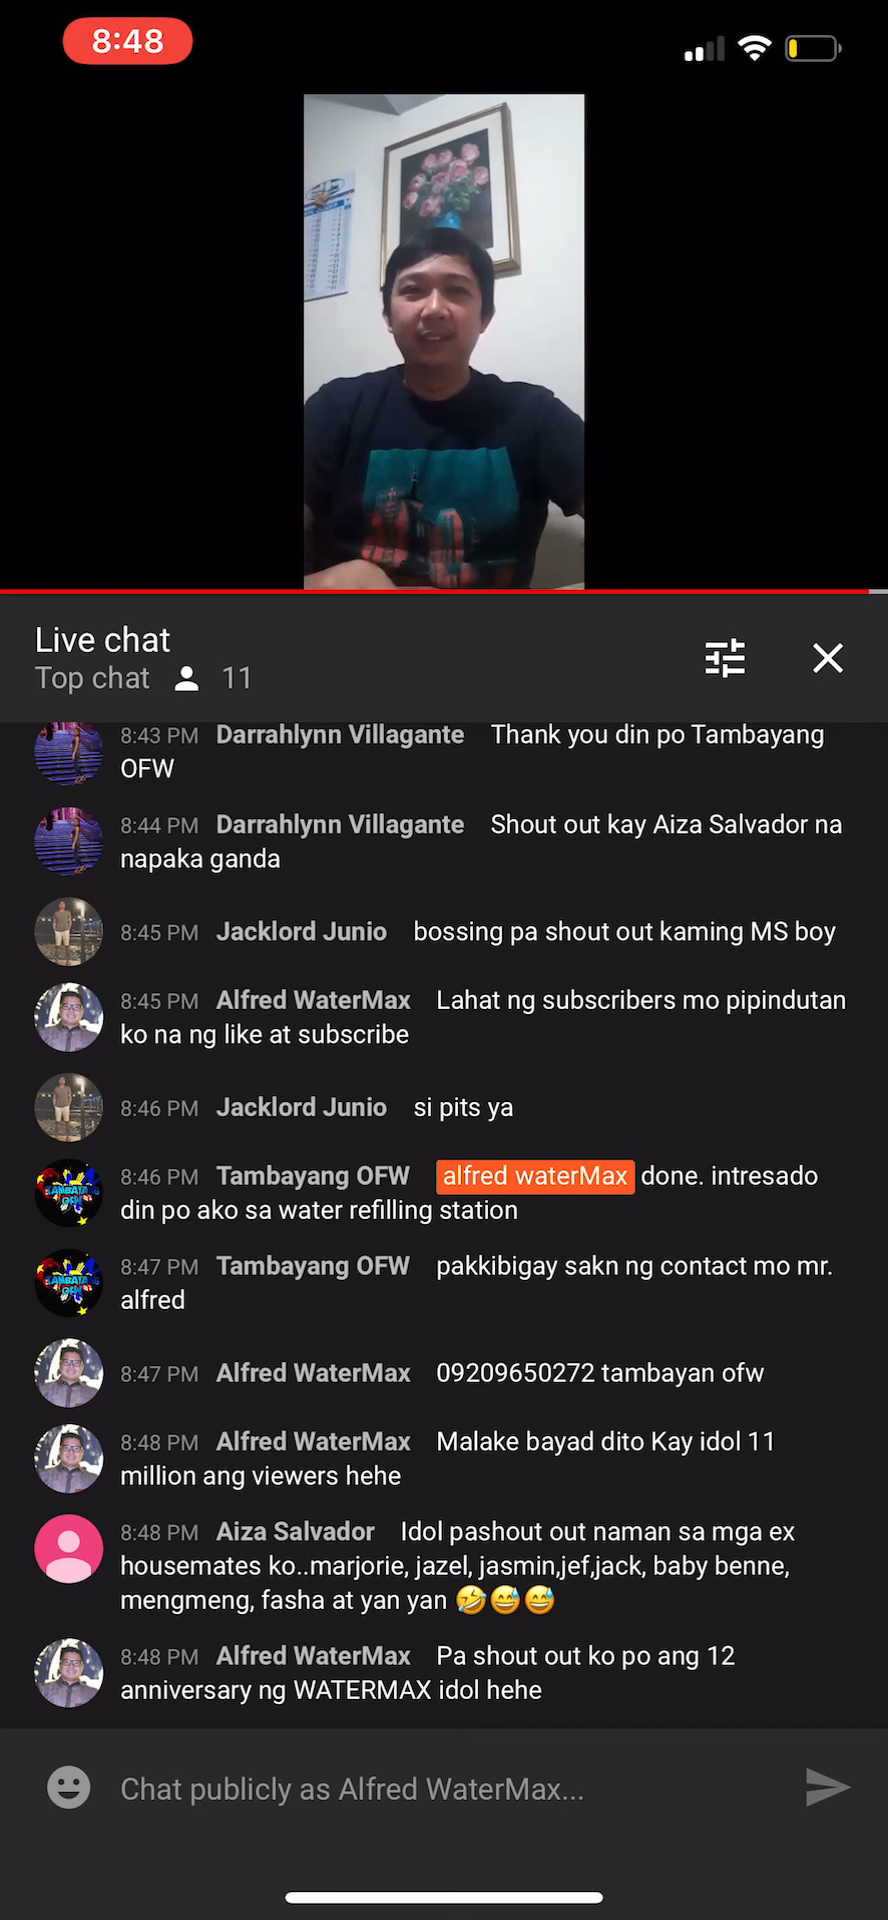 8:48
Live chat
Top chat 11
8:43 PM Darrahlynn Villagante Thank you din po Tambayang
OFW
8:44 PM Darrahlynn Villagante Shout out kay Aiza Salvador na
napaka ganda
8:45 PM Jacklord Junio bossing pa shout out kaming MS boy
8:45 PM Alfred WaterMax Lahat ng subscribers mo pipindutan
ko na ng like at subscribe
8:46 PM Jacklord Junio si pits ya
8:46 PM Tambayang OFW alfred waterMax done. intresado
din po ako sa water refilling station
8:47 PM Tambayang OFW pakkibigay sakn ng contact mo mr.
alfred
8:47 PM Alfred WaterMax 09209650272 tambayan ofw
8:48 PM Alfred WaterMax Malake bayad dito Kay idol 11
million ang viewers hehe
8:48 PM Aiza Salvador Idol pashout out naman sa mga ex
housemates ko..marjorie, jazel, jasmin,jef,jack, baby benne,
mengmeng, fasha at yan yan 🤣😅😅
8:48 PM Alfred WaterMax Pa shout out ko po ang 12
anniversary ng WATERMAX idol hehe
Chat publicly as Alfred WaterMax...